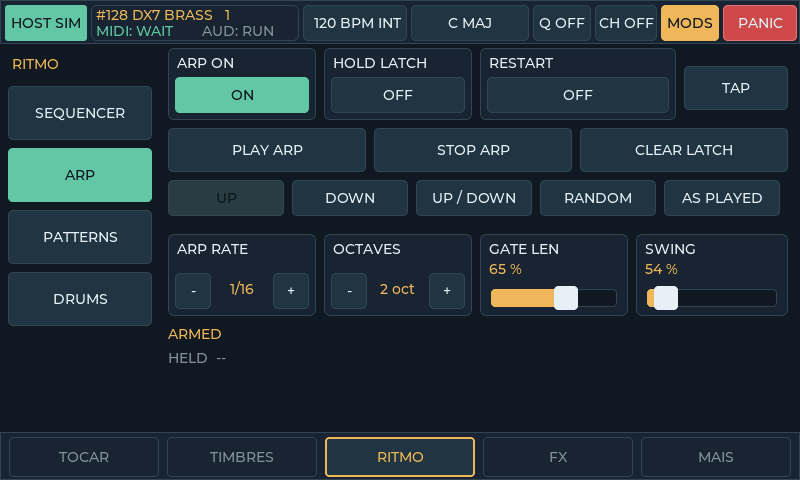 HOST SIM
#128 DX7 BRASS 1
MIDI: WAIT AUD: RUN
120 BPM INT
C MAJ
Q OFF
CH OFF
MODS
PANIC
RITMO
SEQUENCER
ARP
PATTERNS
DRUMS
ARP ON
ON
HOLD LATCH
OFF
RESTART
OFF
TAP
PLAY ARP
STOP ARP
CLEAR LATCH
UP
DOWN
UP / DOWN
RANDOM
AS PLAYED
ARP RATE
- 1/16 +
OCTAVES
- 2 oct +
GATE LEN
65 %
SWING
54 %
ARMED
HELD --
TOCAR
TIMBRES
RITMO
FX
MAIS